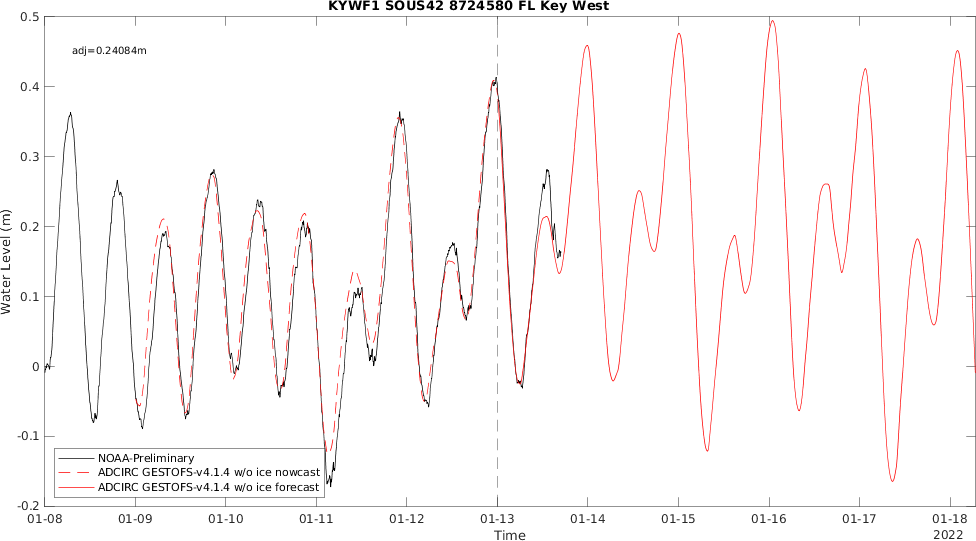 KYWF1 SOUS42 8724580 FL Key West
0.5
adj=0.24084m
0.4
0.3
0.2
0.1
0
-0.1
-0.2
Water Level (m)
NOAA-Preliminary
ADCIRC GESTOFS-v4.1.4 w/o ice nowcast
ADCIRC GESTOFS-v4.1.4 w/o ice forecast
01-08 01-09 01-10 01-11 01-12 01-13 01-14 01-15 01-16 01-17 01-18
Time 2022